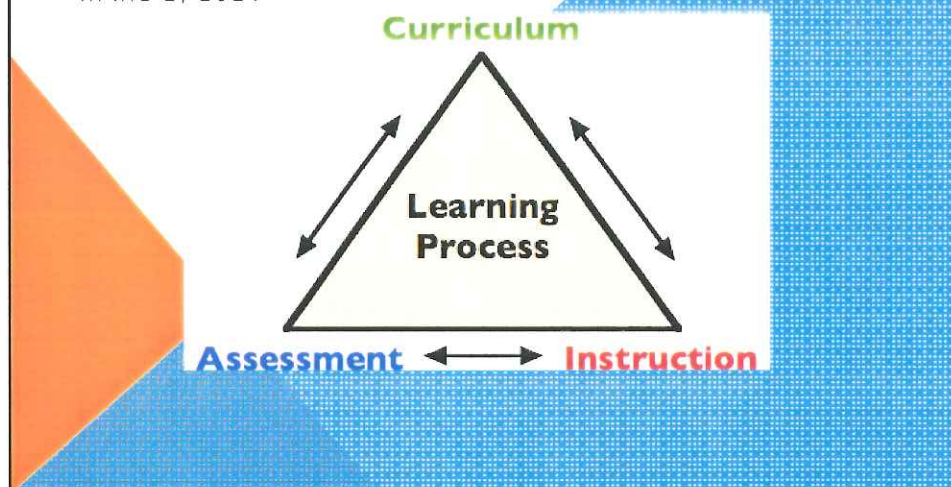 Curriculum
Learning
Process
Assessment
Instruction